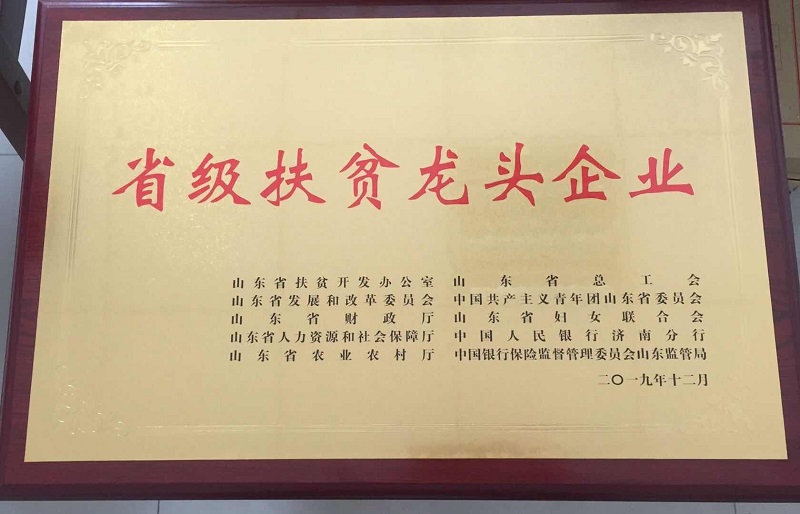 省级扶贫龙头企业
山东省扶贫开发办公室 山东省总工会
山东省发展和改革委员会 中国共产主义青年团山东省委员会
山东省财政厅 山东省妇女联合会
山东省人力资源和社会保障厅 中国人民银行济南分行
山东省农业农村厅 中国银行保险监督管理委员会山东监管局
二〇一九年十二月